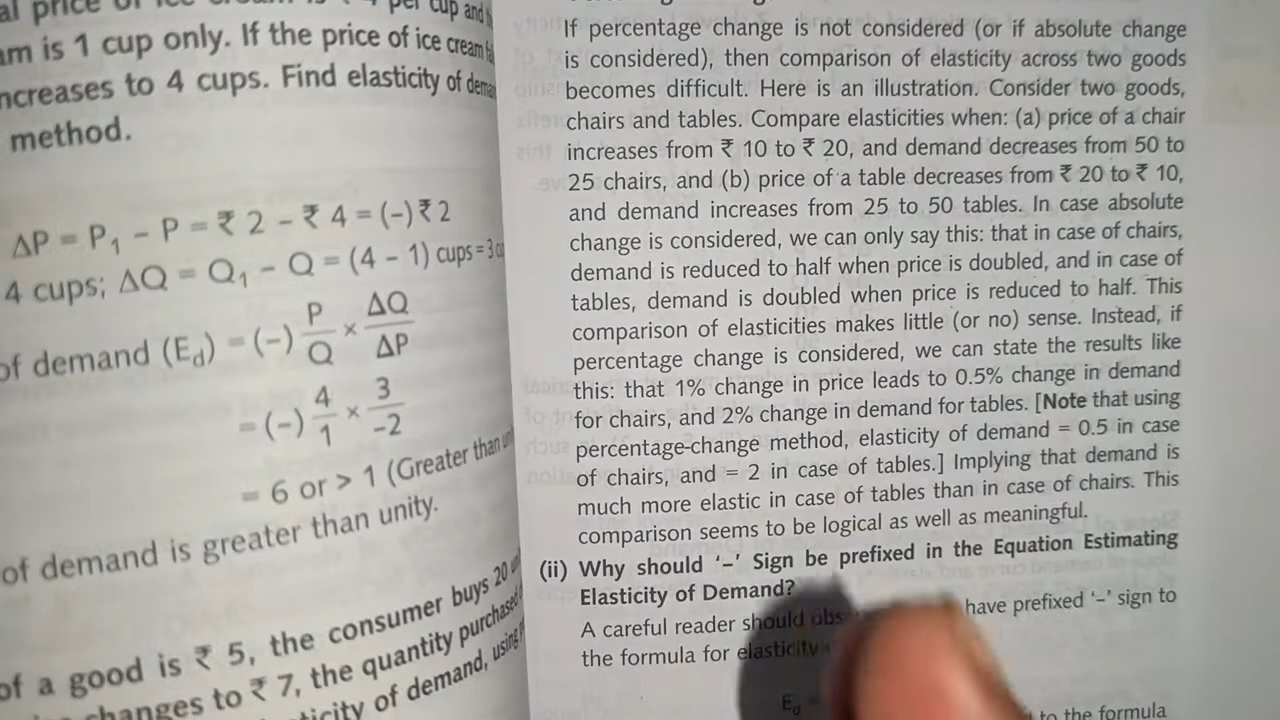 al price of ice cream is ₹ 4 per cup and
am is 1 cup only. If the price of ice cream
ncreases to 4 cups. Find elasticity of
method.
ΔP = P₁ – P = ₹ 2 – ₹ 4 = (–) ₹ 2
4 cups; ΔQ = Q₁ – Q = (4 – 1) cups = 3
of demand (E_d) = (–) P/Q × ΔQ/ΔP
= (–) 4/1 × 3/-2
= 6 or > 1 (Greater than
of demand is greater than unity.
of a good is ₹ 5, the consumer buys 20
changes to ₹ 7, the quantity purchased
ticity of demand, using
If percentage change is not considered (or if absolute change
is considered), then comparison of elasticity across two goods
becomes difficult. Here is an illustration. Consider two goods,
chairs and tables. Compare elasticities when: (a) price of a chair
increases from ₹ 10 to ₹ 20, and demand decreases from 50 to
25 chairs, and (b) price of a table decreases from ₹ 20 to ₹ 10,
and demand increases from 25 to 50 tables. In case absolute
change is considered, we can only say this: that in case of chairs,
demand is reduced to half when price is doubled, and in case of
tables, demand is doubled when price is reduced to half. This
comparison of elasticities makes little (or no) sense. Instead, if
percentage change is considered, we can state the results like
this: that 1% change in price leads to 0.5% change in demand
for chairs, and 2% change in demand for tables. [Note that using
percentage-change method, elasticity of demand = 0.5 in case
of chairs, and = 2 in case of tables.] Implying that demand is
much more elastic in case of tables than in case of chairs. This
comparison seems to be logical as well as meaningful.
(ii) Why should '–' Sign be prefixed in the Equation Estimating
Elasticity of Demand?
A careful reader should obs have prefixed '–' sign to
the formula for elasticity
E_d =
to the formula